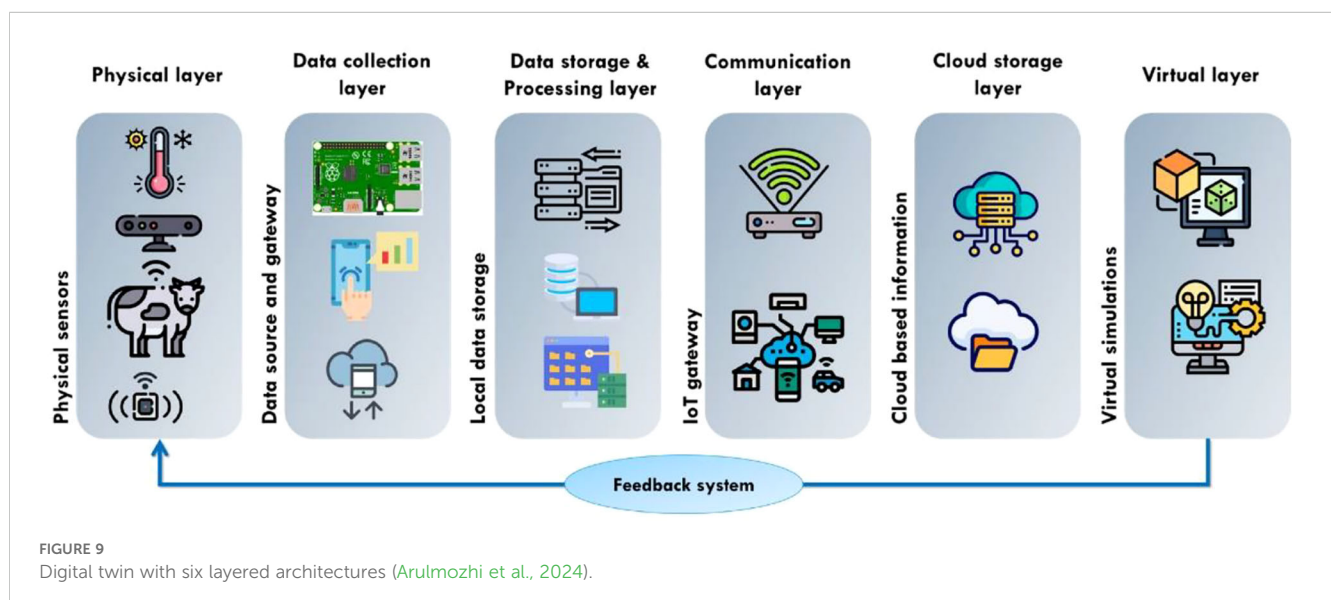 Physical layer
Data collection
layer
Data storage &
Processing layer
Communication
layer
Cloud storage
layer
Virtual layer
Physical sensors
Data source and gateway
Local data storage
IoT gateway
Cloud based information
Virtual simulations
Feedback system
FIGURE 9
Digital twin with six layered architectures (Arulmozhi et al., 2024).